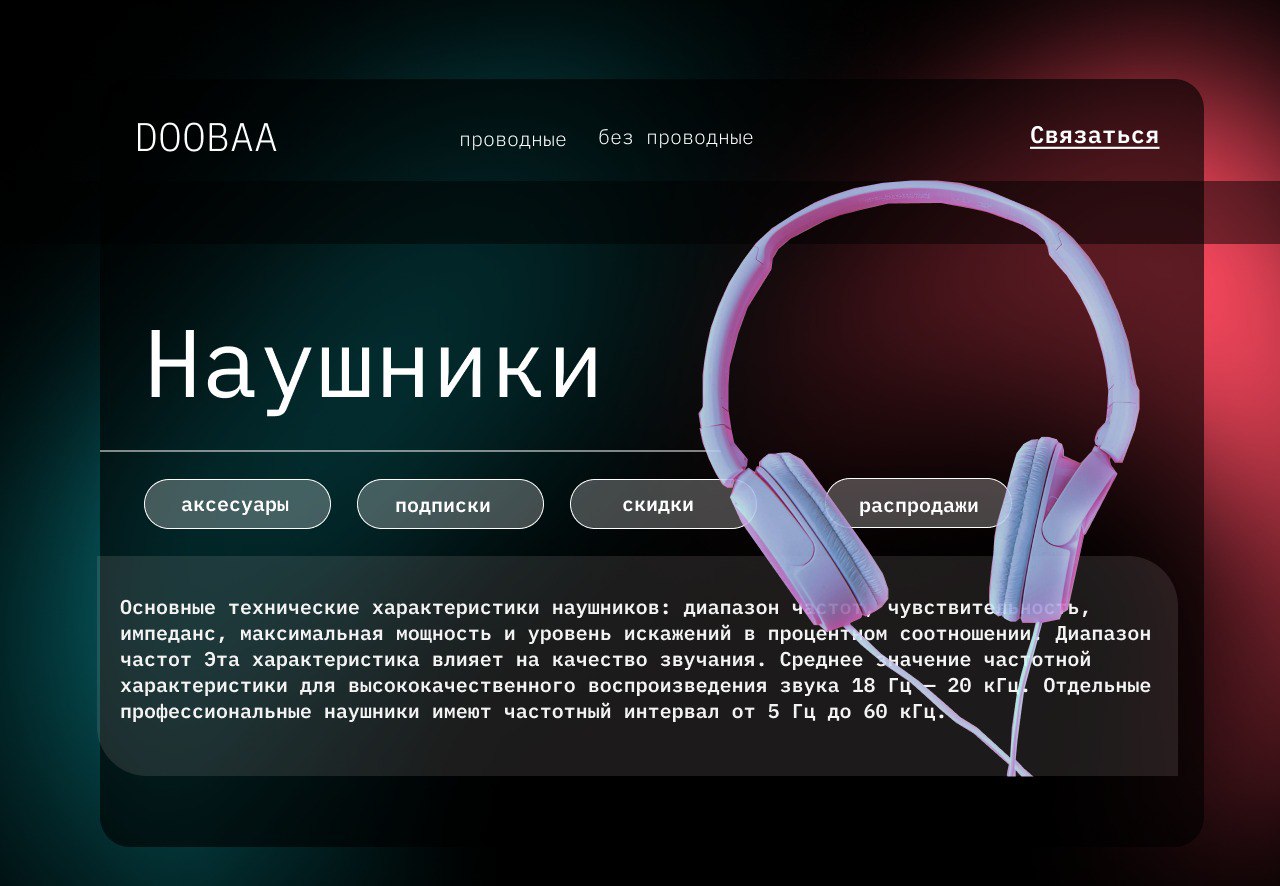 DOOBAA
проводные
без проводные
Связаться
Наушники
аксесуары
подписки
скидки
распродажи
Основные технические характеристики наушников: диапазон частот, чувствительность,
импеданс, максимальная мощность и уровень искажений в процентном соотношении. Диапазон
частот Эта характеристика влияет на качество звучания. Среднее значение частотной
характеристики для высококачественного воспроизведения звука 18 Гц — 20 кГц. Отдельные
профессиональные наушники имеют частотный интервал от 5 Гц до 60 кГц.